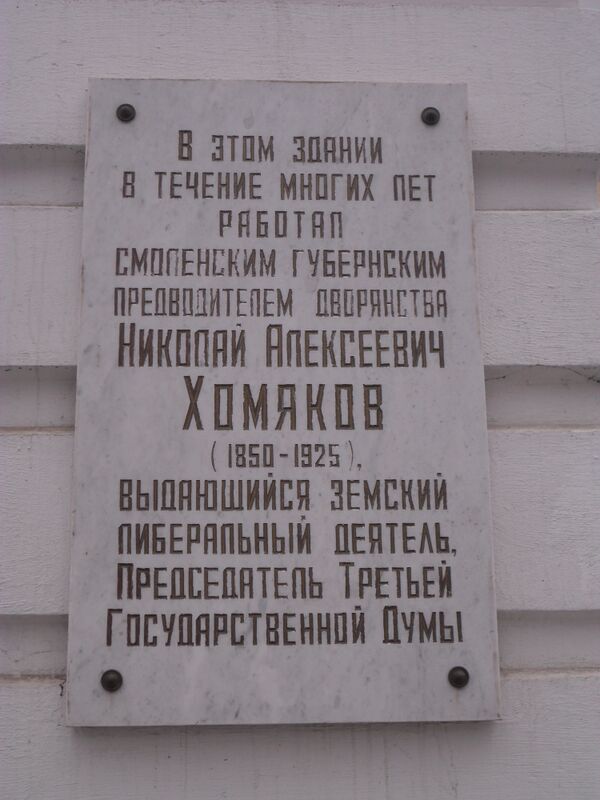 В этом здании
в течение многих лет
работал
смоленским губернским
предводителем дворянства
Николай Алексеевич
Хомяков
(1850-1925),
выдающийся земский
либеральный деятель,
Председатель Третьей
Государственной Думы